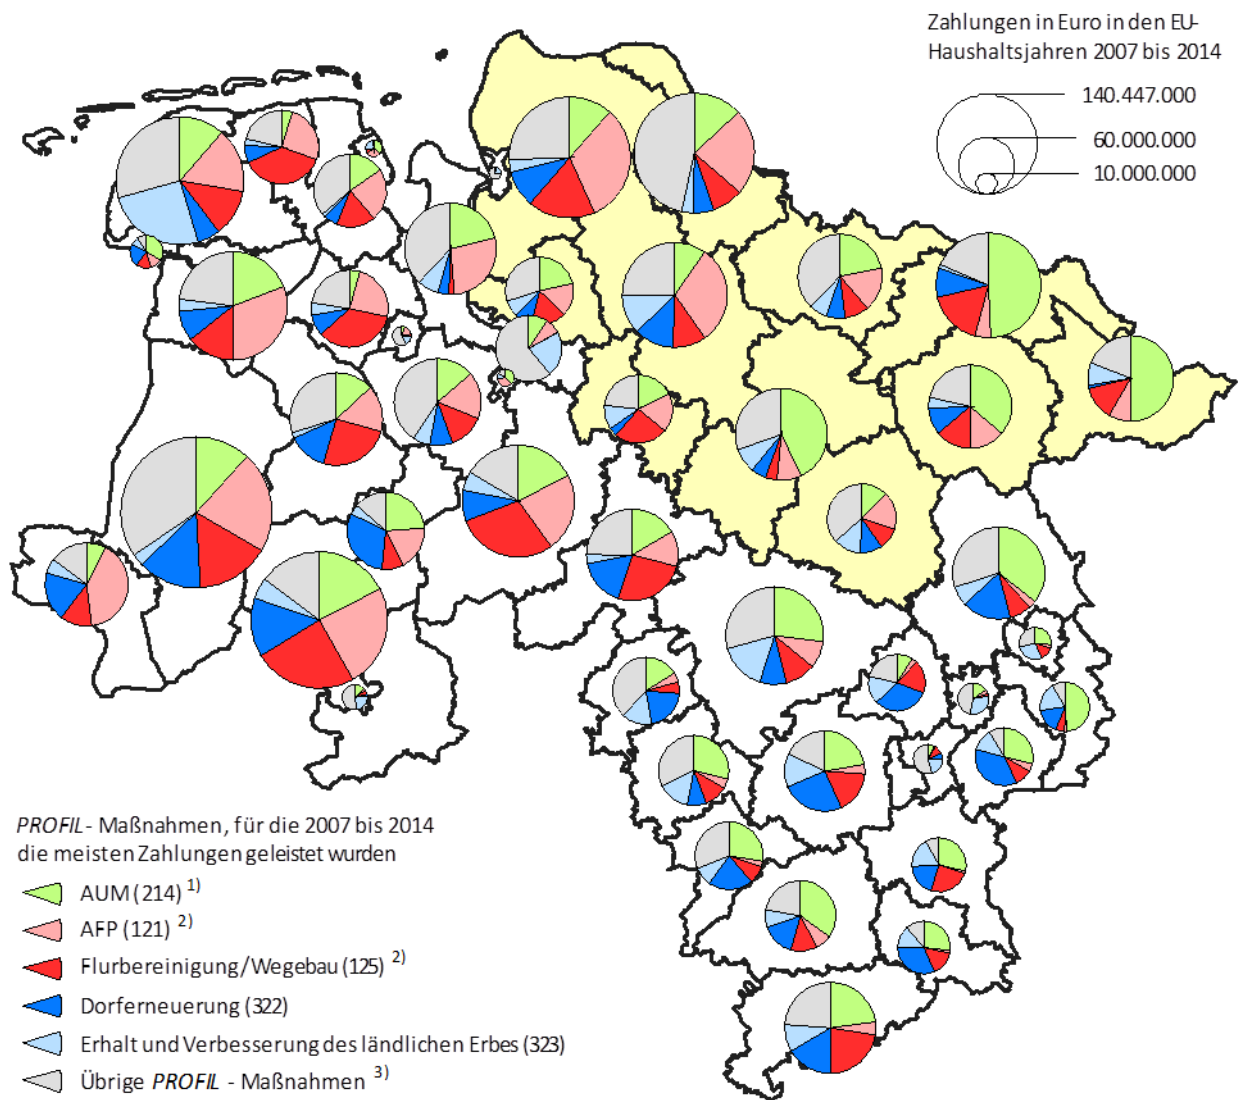 Zahlungen in Euro in den EU-
Haushaltsjahren 2007 bis 2014
140.447.000
60.000.000
10.000.000
PROFIL- Maßnahmen, für die 2007 bis 2014
die meisten Zahlungen geleistet wurden
AUM (214) 1)
AFP (121) 2)
Flurbereinigung/Wegebau (125) 2)
Dorferneuerung (322)
Erhalt und Verbesserung des ländlichen Erbes (323)
Übrige PROFIL - Maßnahmen 3)